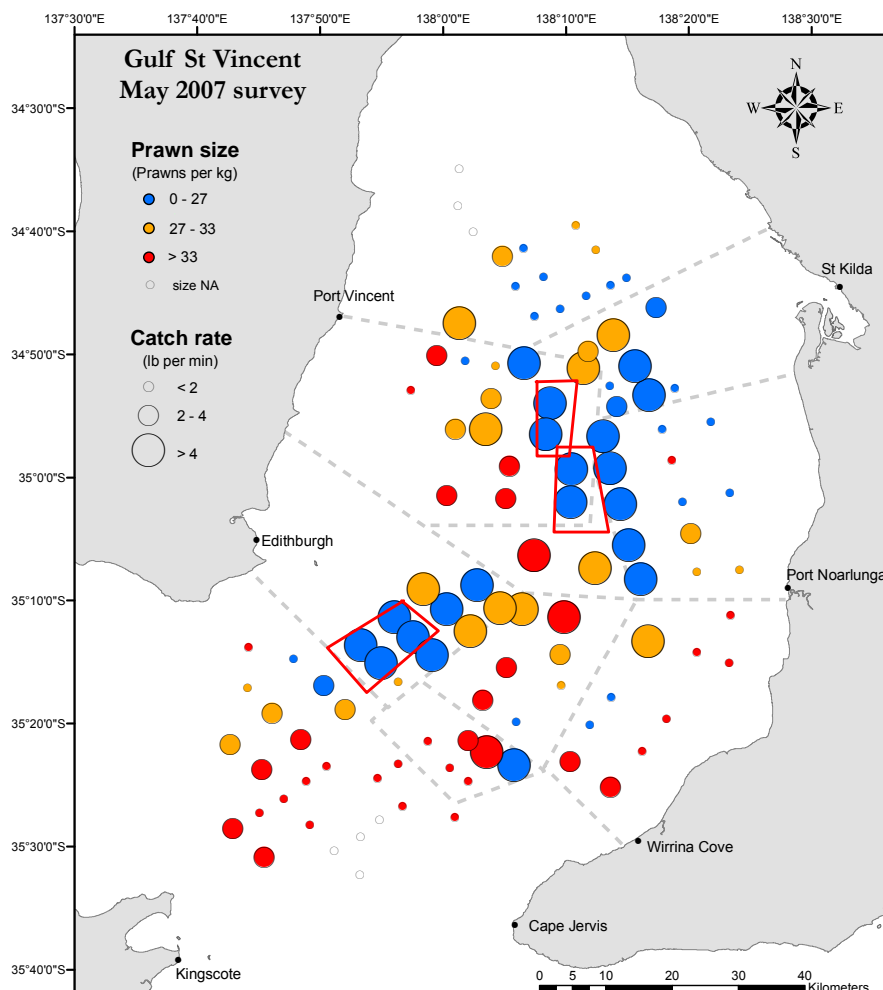 137°30'0"E 137°40'0"E 137°50'0"E 138°0'0"E 138°10'0"E 138°20'0"E 138°30'0"E
Gulf St Vincent
May 2007 survey
N
W E
S
34°30'0"S
Prawn size
(Prawns per kg)
0 - 27
27 - 33
> 33
size NA
34°40'0"S
St Kilda
Port Vincent
Catch rate
(lb per min)
< 2
2 - 4
> 4
34°50'0"S
35°0'0"S
Edithburgh
Port Noarlunga
35°10'0"S
35°20'0"S
35°30'0"S
Wirrina Cove
Cape Jervis
Kingscote
35°40'0"S
0 5 10 20 30 40
Kilometers